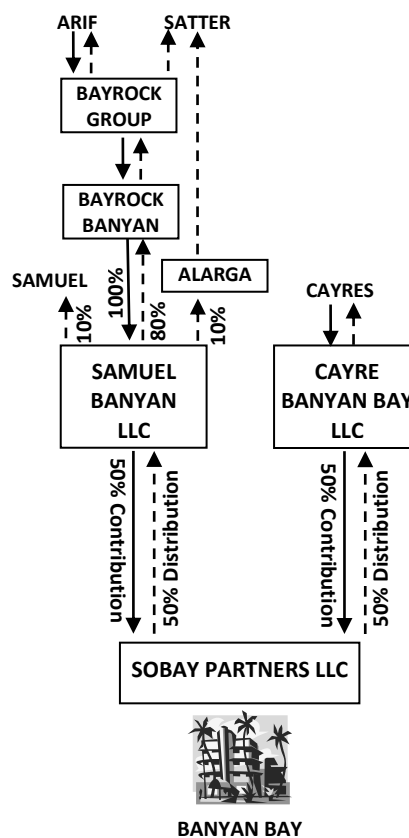 ARIF
SATTER
BAYROCK
GROUP
BAYROCK
BANYAN
ALARGA
SAMUEL
10%
100%
80%
10%
CAYRES
SAMUEL
BANYAN
LLC
CAYRE
BANYAN BAY
LLC
50% Contribution
50% Distribution
50% Contribution
50% Distribution
SOBAY PARTNERS LLC
BANYAN BAY